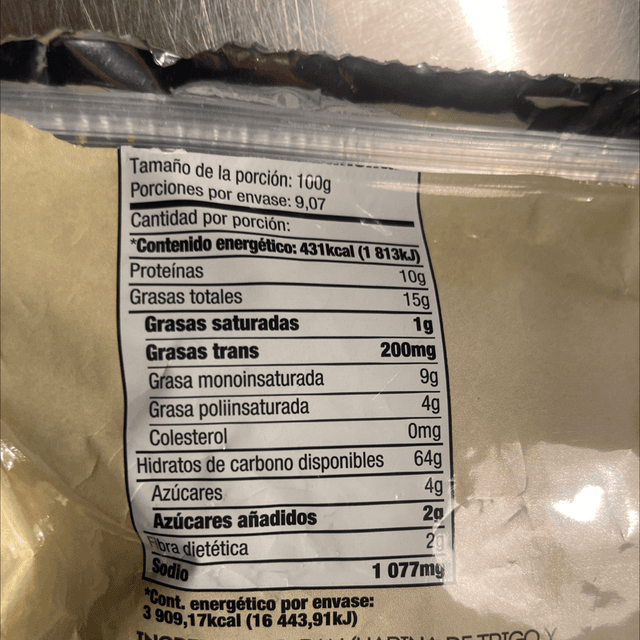 Tamaño de la porción: 100g
Porciones por envase: 9,07
Cantidad por porción:
*Contenido energético: 431kcal (1 813kJ)
Proteínas 10g
Grasas totales 15g
Grasas saturadas 1g
Grasas trans 200mg
Grasa monoinsaturada 9g
Grasa poliinsaturada 4g
Colesterol 0mg
Hidratos de carbono disponibles 64g
Azúcares 4g
Azúcares añadidos 2g
Fibra dietética 2g
Sodio 1 077mg
*Cont. energético por envase:
3 909,17kcal (16 443,91kJ)
DE TRIGO Y